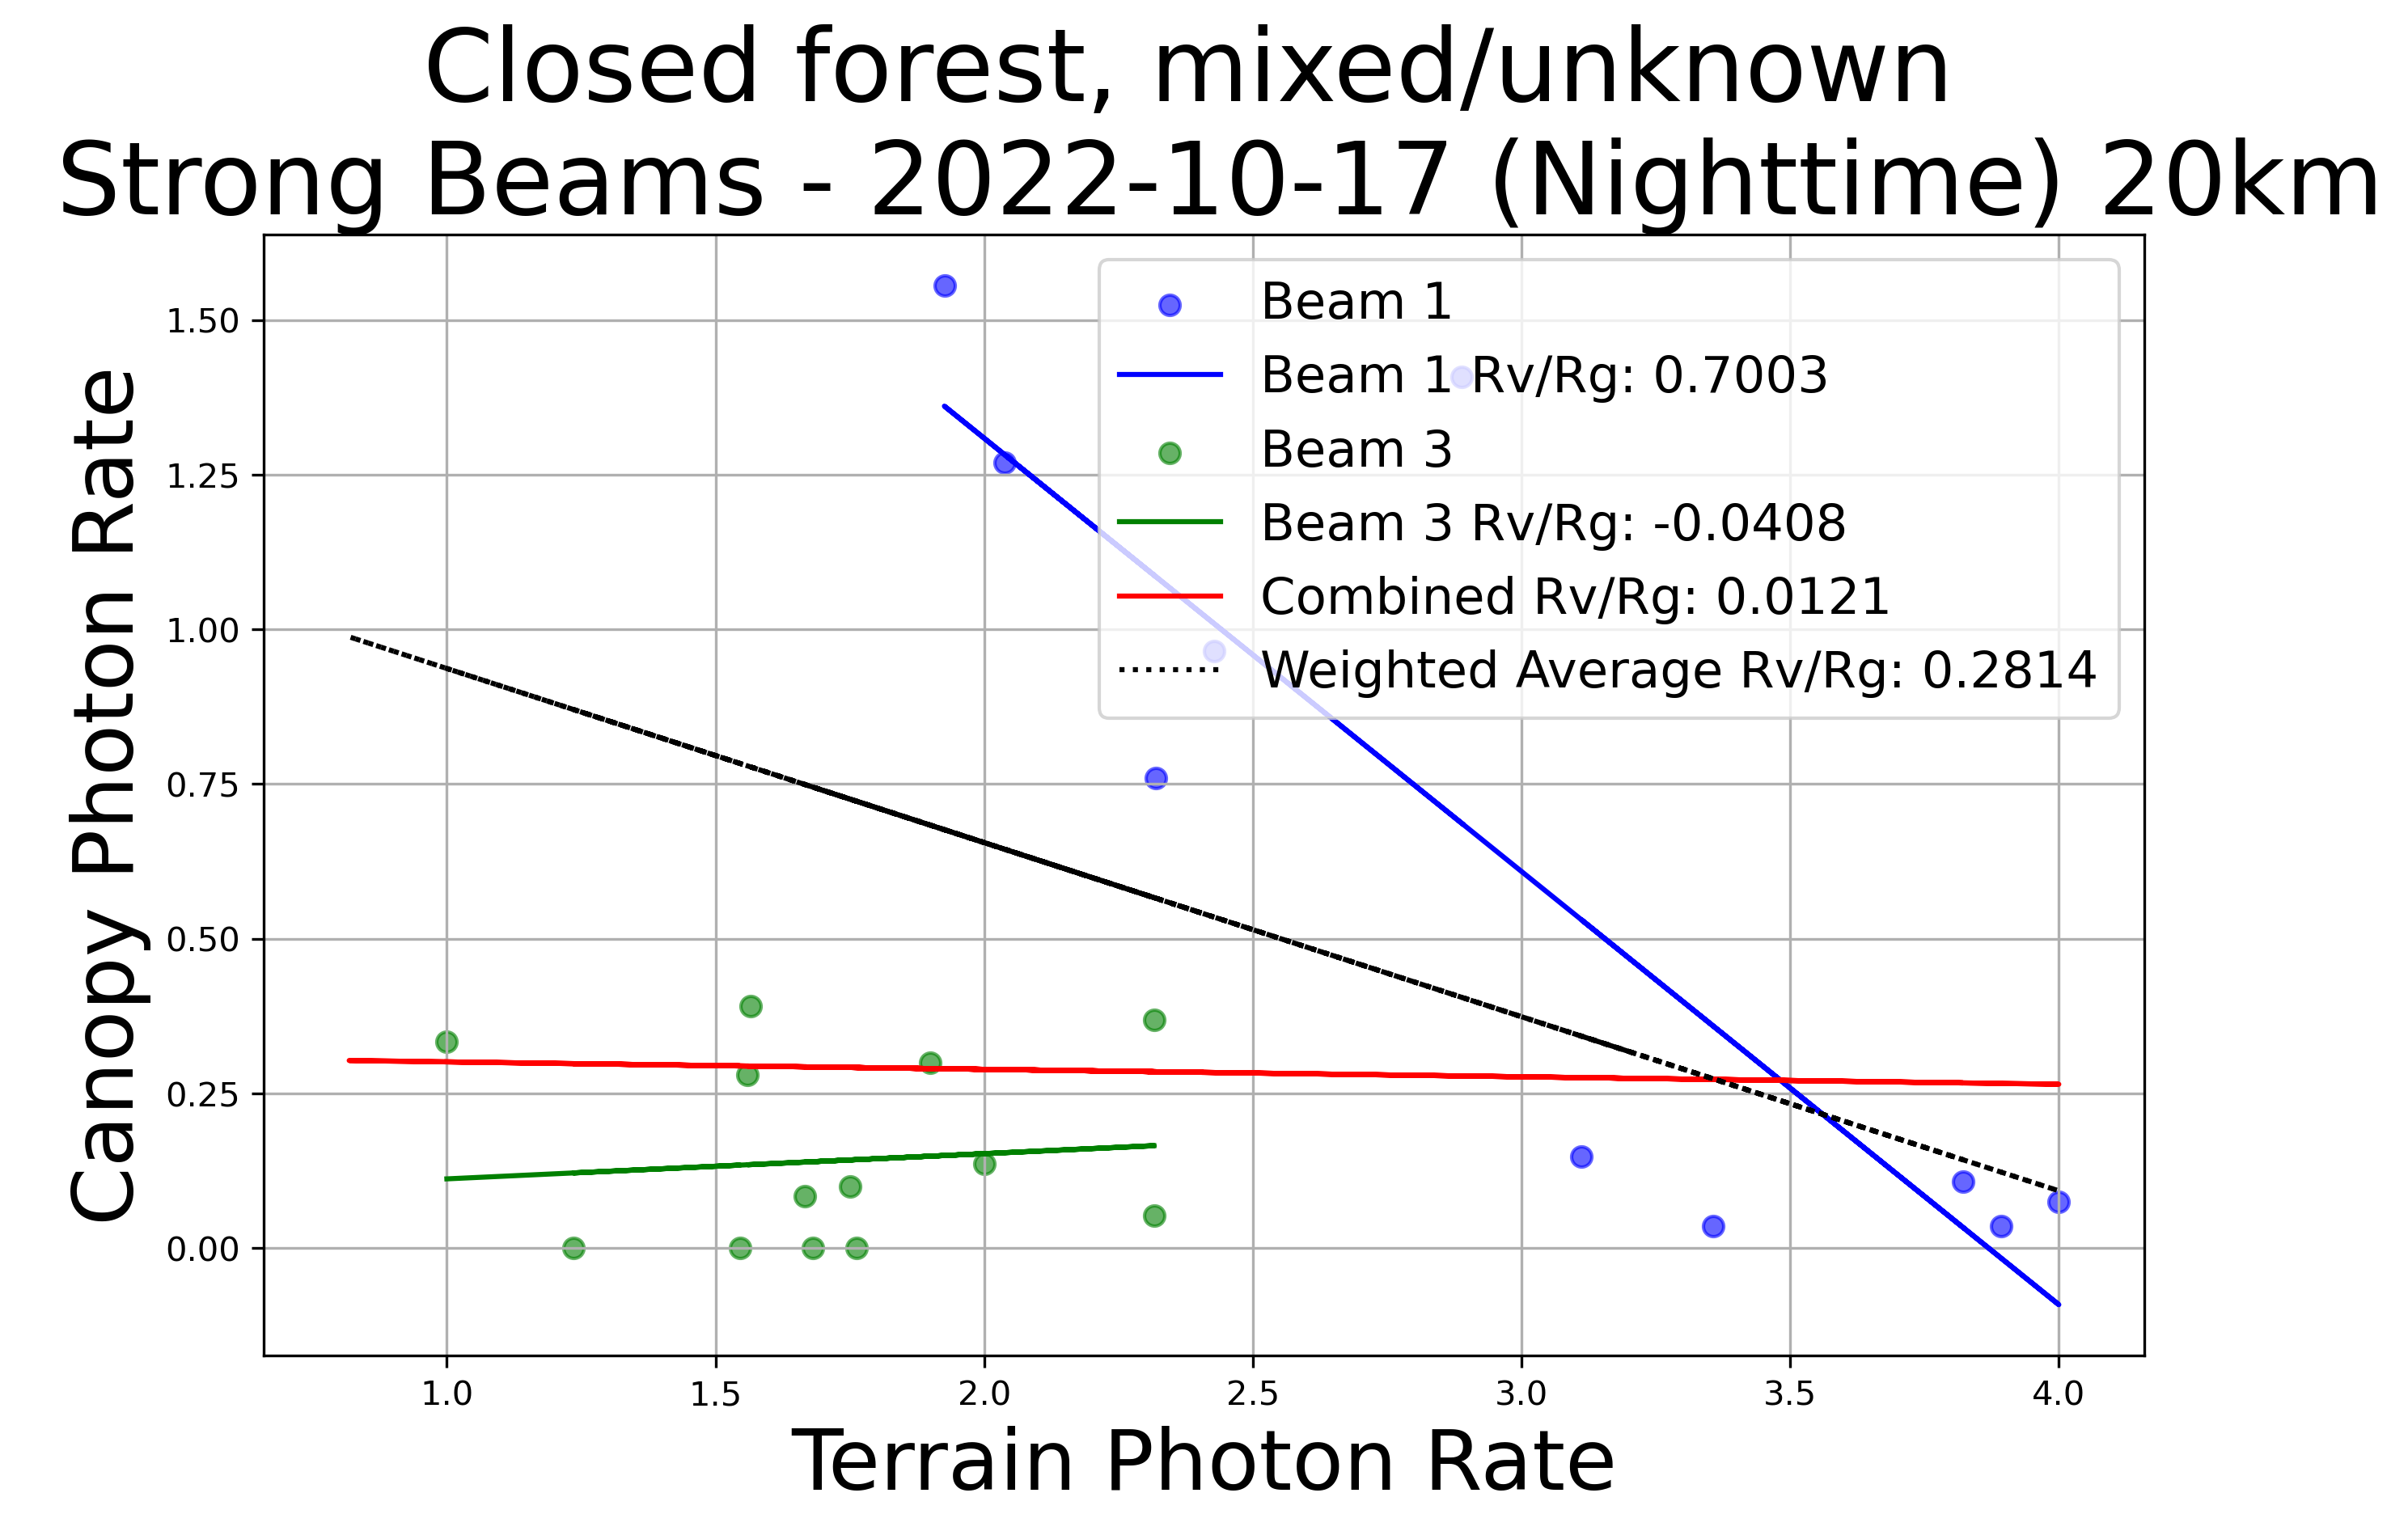 Closed forest, mixed/unknown
Strong Beams - 2022-10-17 (Nighttime) 20km
Canopy Photon Rate
1.50
1.25
1.00
0.75
0.50
0.25
0.00
Beam 1
Beam 1 Rv/Rg: 0.7003
Beam 3
Beam 3 Rv/Rg: -0.0408
Combined Rv/Rg: 0.0121
Weighted Average Rv/Rg: 0.2814
1.0 1.5 2.0 2.5 3.0 3.5 4.0
Terrain Photon Rate